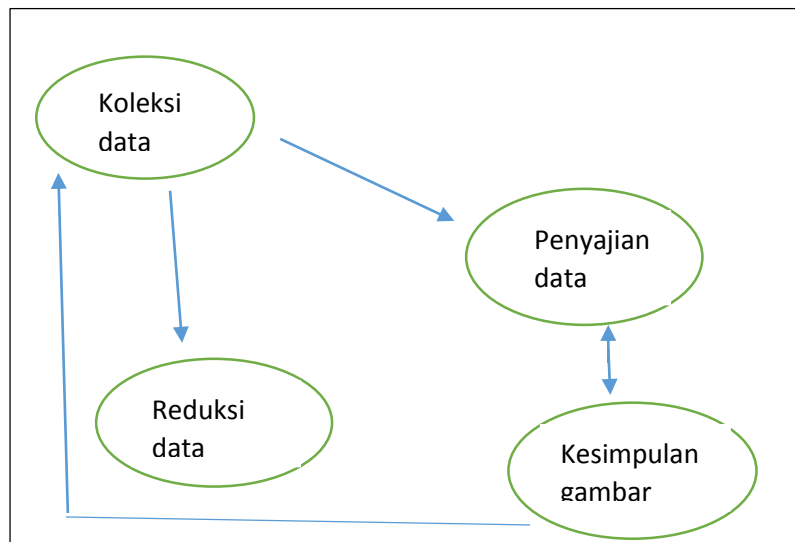 Koleksi
data
Penyajian
data
Reduksi
data
Kesimpulan
gambar